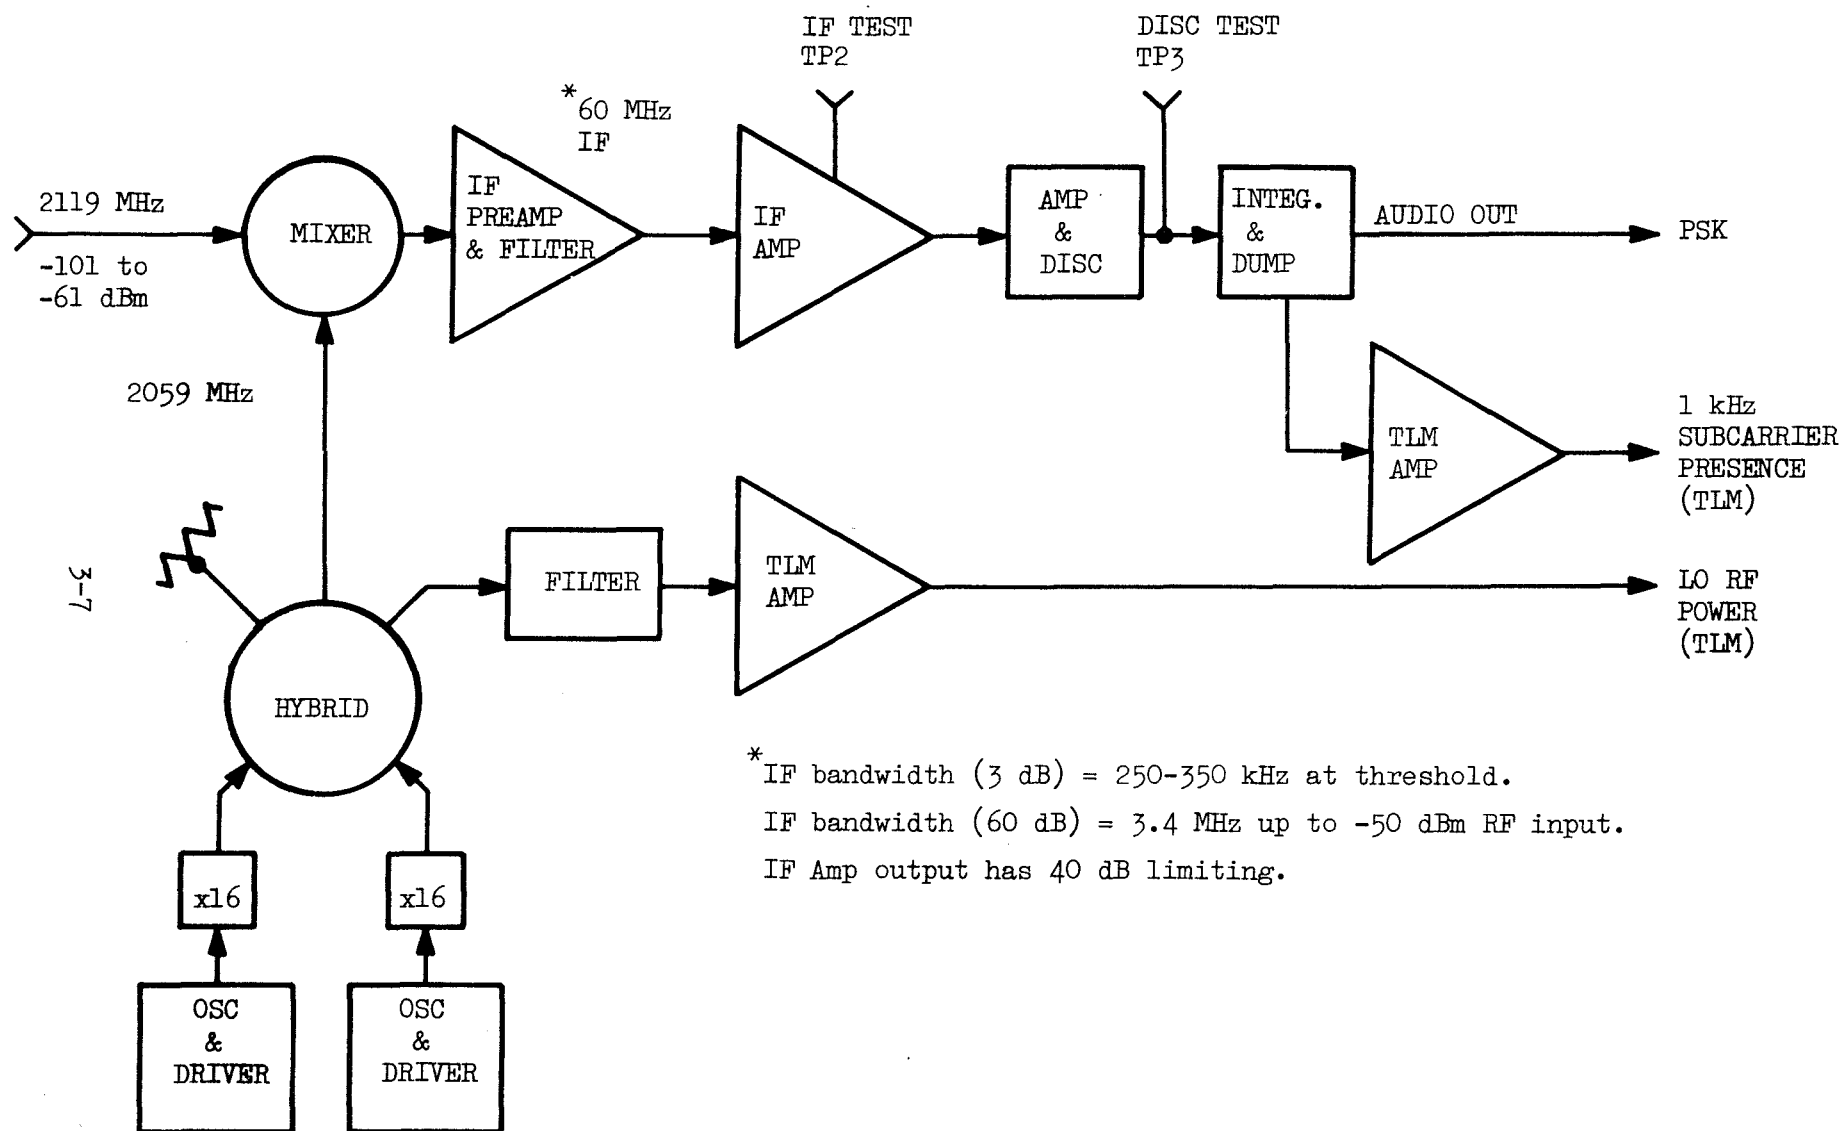 IF TEST
TP2
DISC TEST
TP3
*60 MHz
IF
2119 MHz
-101 to
-61 dBm
MIXER
IF
PREAMP
& FILTER
IF
AMP
AMP
&
DISC
INTEG.
&
DUMP
AUDIO OUT
PSK
2059 MHz
TLM
AMP
1 kHz
SUBCARRIER
PRESENCE
(TLM)
3-7
FILTER
TLM
AMP
LO RF
POWER
(TLM)
HYBRID
*IF bandwidth (3 dB) = 250-350 kHz at threshold.
IF bandwidth (60 dB) = 3.4 MHz up to -50 dBm RF input.
IF Amp output has 40 dB limiting.
x16
x16
OSC
&
DRIVER
OSC
&
DRIVER